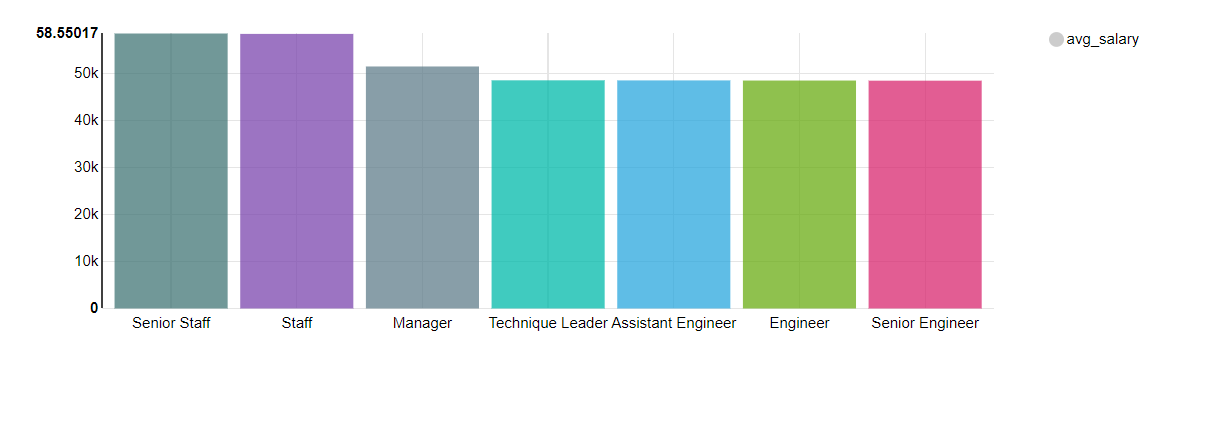 58.55017
avg_salary
50k
40k
30k
20k
10k
0
Senior Staff Staff Manager Technique Leader Assistant Engineer Engineer Senior Engineer